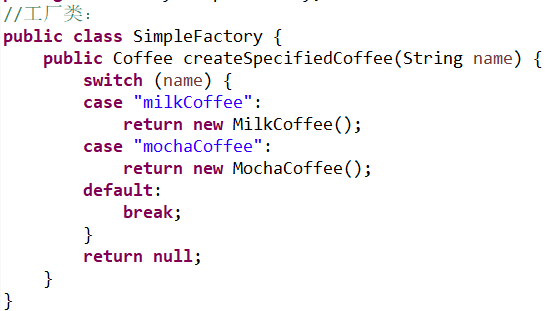 //工厂类:
public class SimpleFactory {
    public Coffee createSpecifiedCoffee(String name) {
        switch (name) {
        case "milkCoffee":
            return new MilkCoffee();
        case "mochaCoffee":
            return new MochaCoffee();
        default:
            break;
        }
        return null;
    }
}